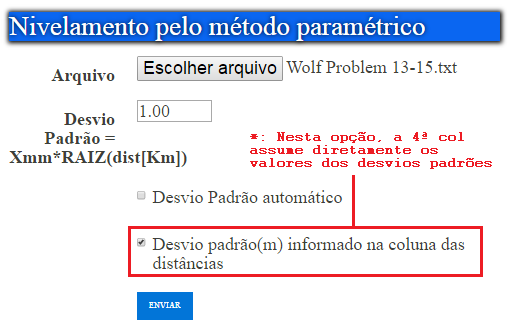 Nivelamento pelo método paramétrico
Arquivo
Escolher arquivo Wolf Problem 13-15.txt
Desvio
Padrão =
Xmm*RAIZ(dist[Km])
1.00
*: Nesta opção, a 4ª col
assume diretamente os
valores dos desvios padrões
Desvio Padrão automático
Desvio padrão(m) informado na coluna das
distâncias
ENVIAR